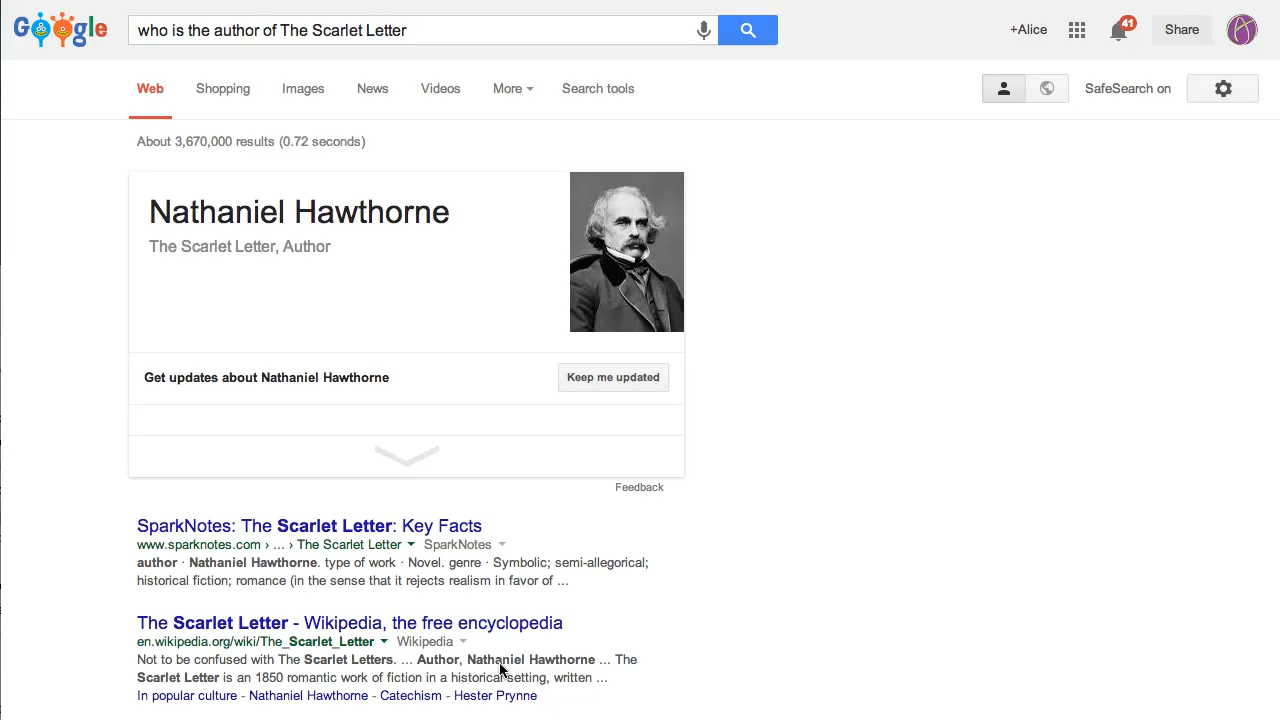 Google
who is the author of The Scarlet Letter
+Alice
41
Share
Web Shopping Images News Videos More Search tools
SafeSearch on
About 3,670,000 results (0.72 seconds)
Nathaniel Hawthorne
The Scarlet Letter, Author
Get updates about Nathaniel Hawthorne
Keep me updated
Feedback
SparkNotes: The Scarlet Letter: Key Facts
www.sparknotes.com › ... › The Scarlet Letter SparkNotes
author · Nathaniel Hawthorne. type of work · Novel. genre · Symbolic; semi-allegorical;
historical fiction; romance (in the sense that it rejects realism in favor of ...
The Scarlet Letter - Wikipedia, the free encyclopedia
en.wikipedia.org/wiki/The_Scarlet_Letter Wikipedia
Not to be confused with The Scarlet Letters. ... Author, Nathaniel Hawthorne ... The
Scarlet Letter is an 1850 romantic work of fiction in a historical setting, written ...
In popular culture - Nathaniel Hawthorne - Catechism - Hester Prynne